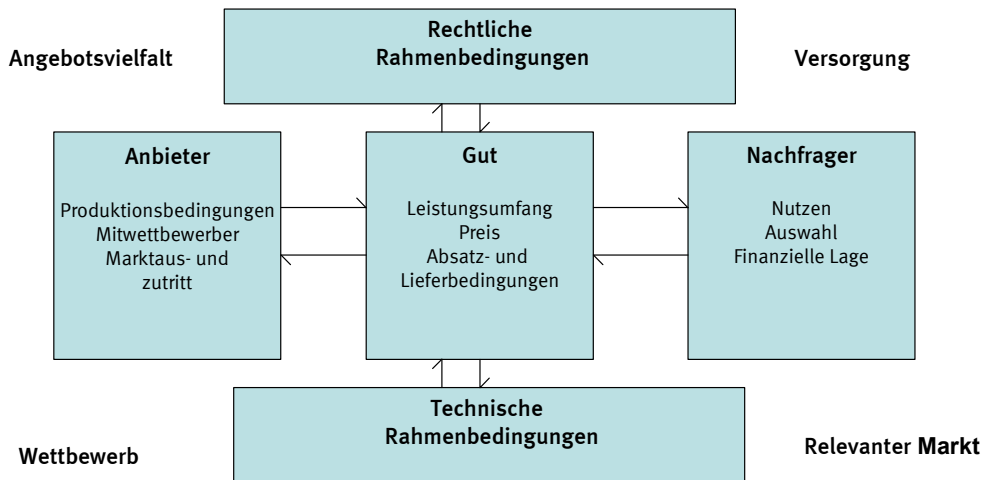 Rechtliche
Rahmenbedingungen
Angebotsvielfalt
Versorgung
Anbieter
Produktionsbedingungen
Mitwettbewerber
Marktaus- und
zutritt
Gut
Leistungsumfang
Preis
Absatz- und
Lieferbedingungen
Nachfrager
Nutzen
Auswahl
Finanzielle Lage
Technische
Rahmenbedingungen
Wettbewerb
Relevanter Markt